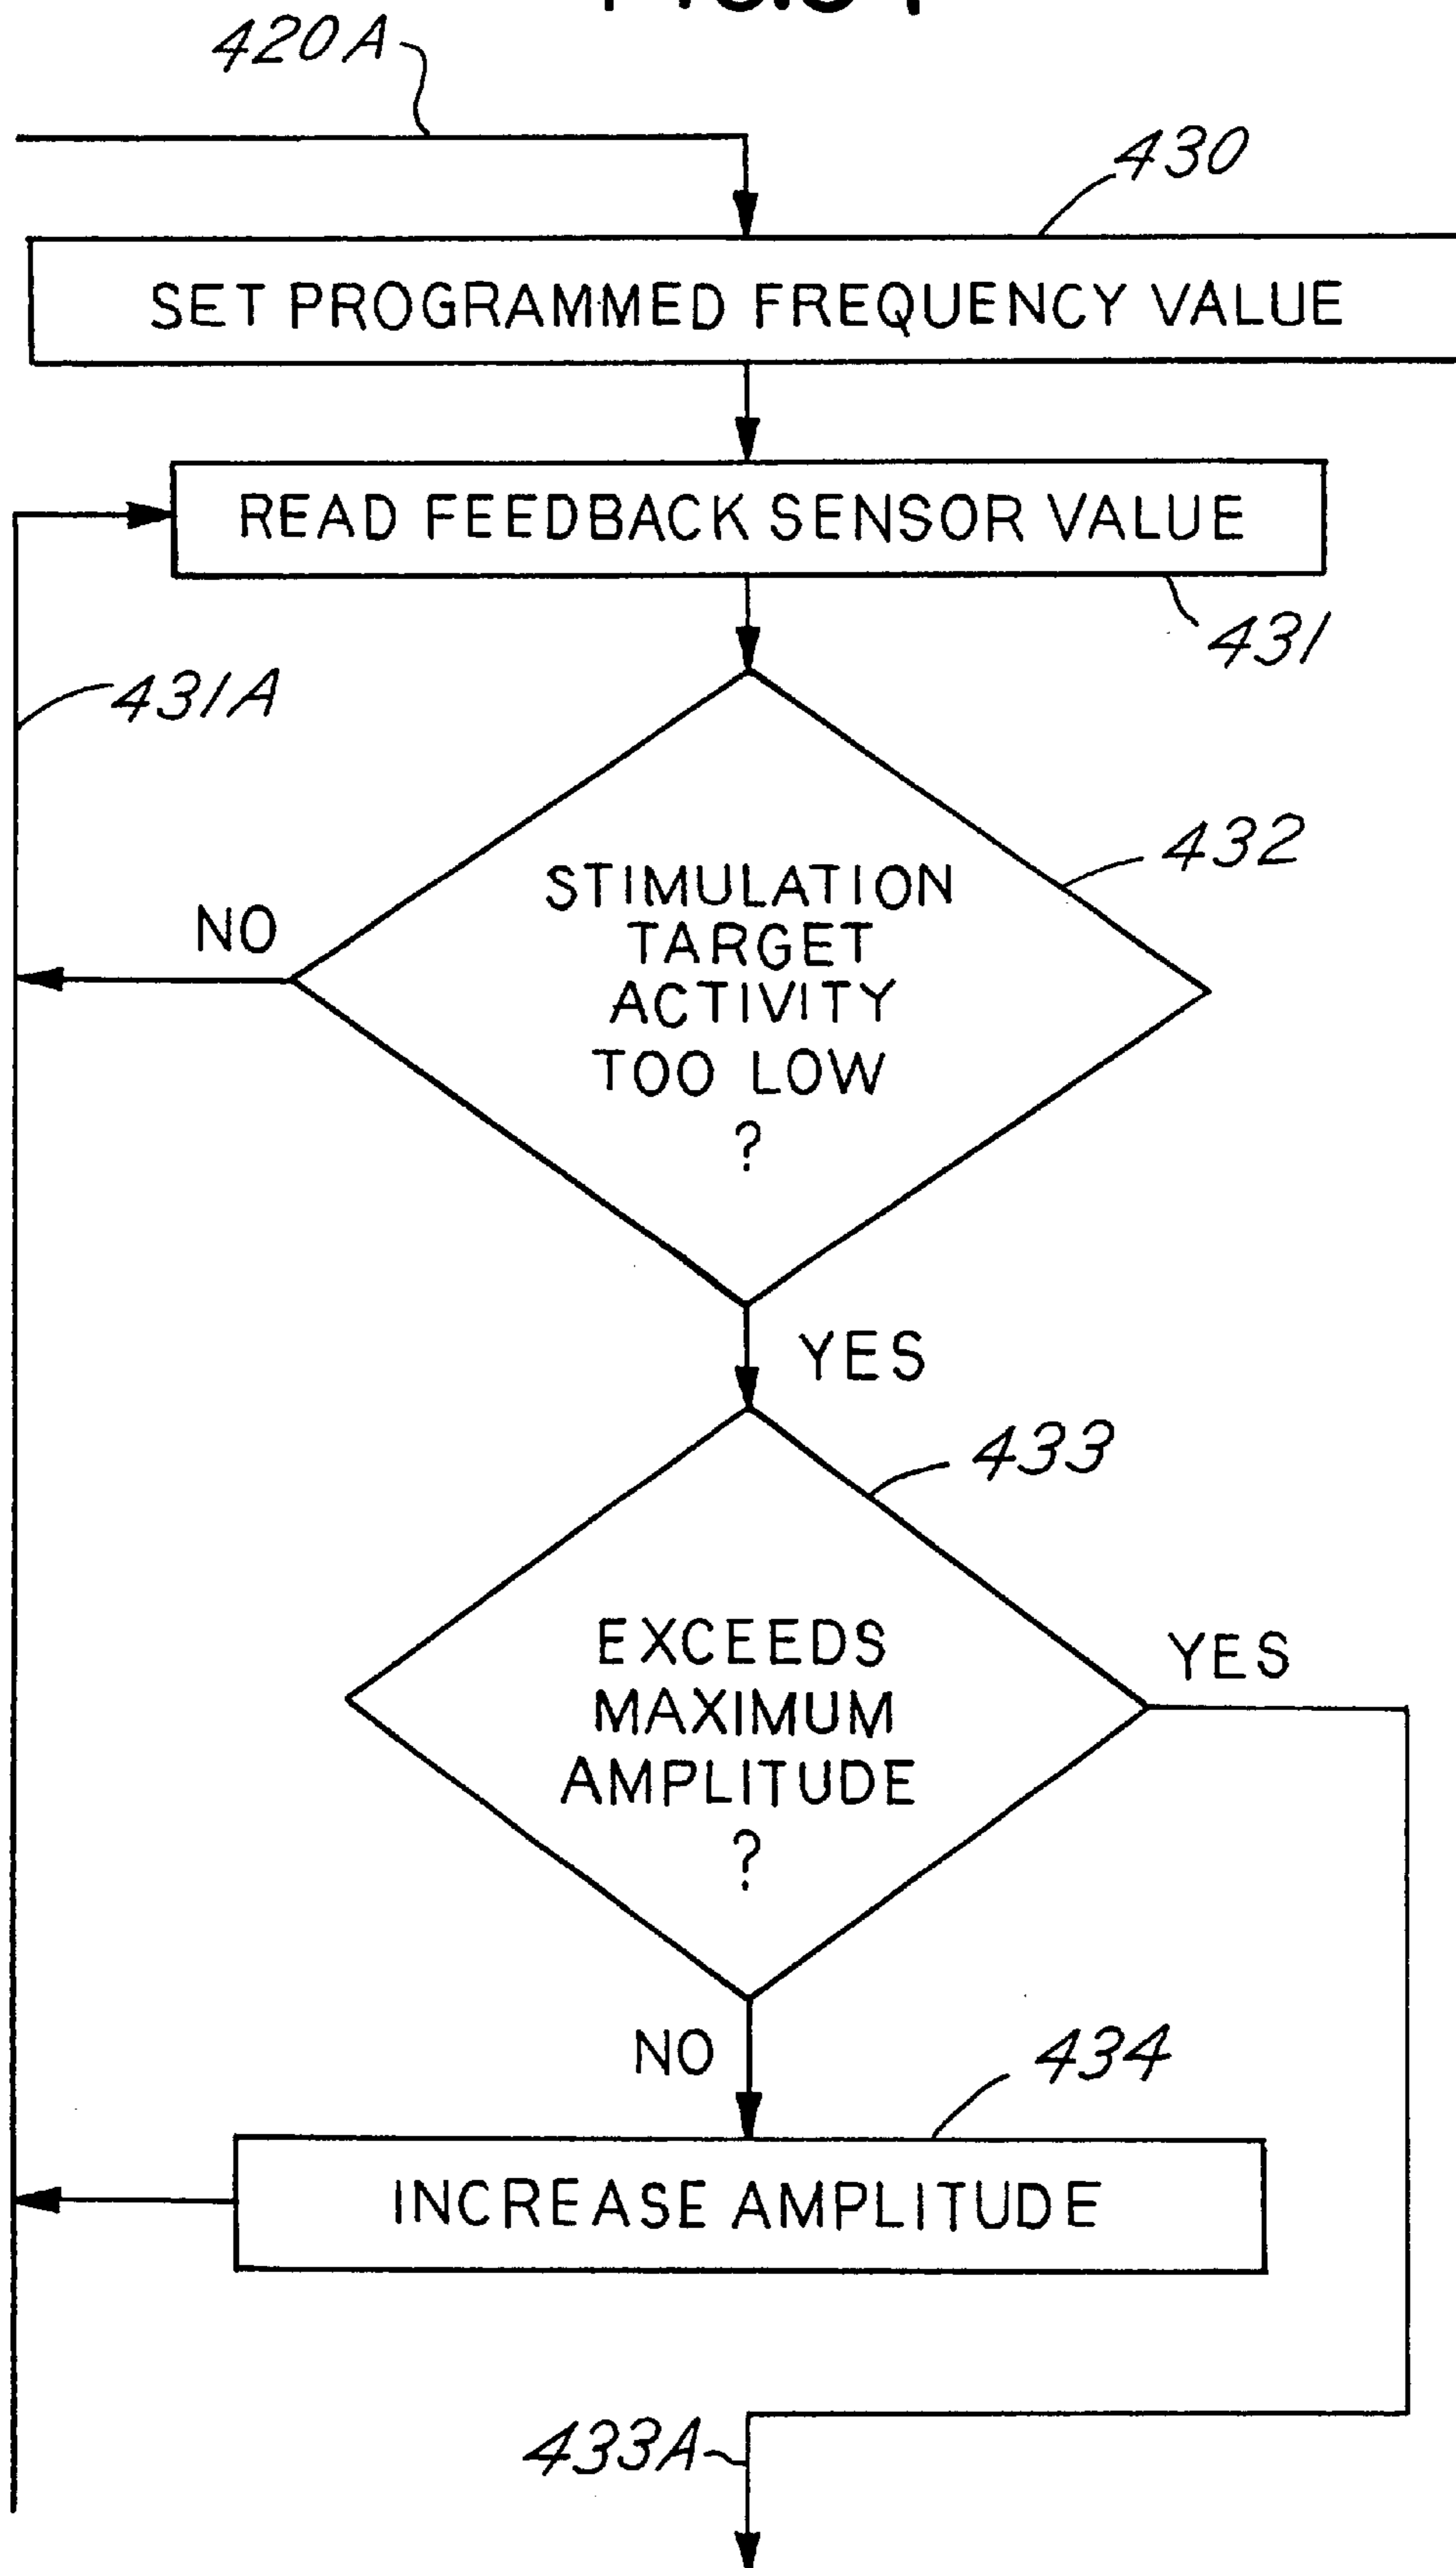 420A
430
SET PROGRAMMED FREQUENCY VALUE
READ FEEDBACK SENSOR VALUE
431
431A
432
STIMULATION
TARGET
ACTIVITY
TOO LOW
?
NO
YES
433
EXCEEDS
MAXIMUM
AMPLITUDE
?
YES
NO
434
INCREASE AMPLITUDE
433A